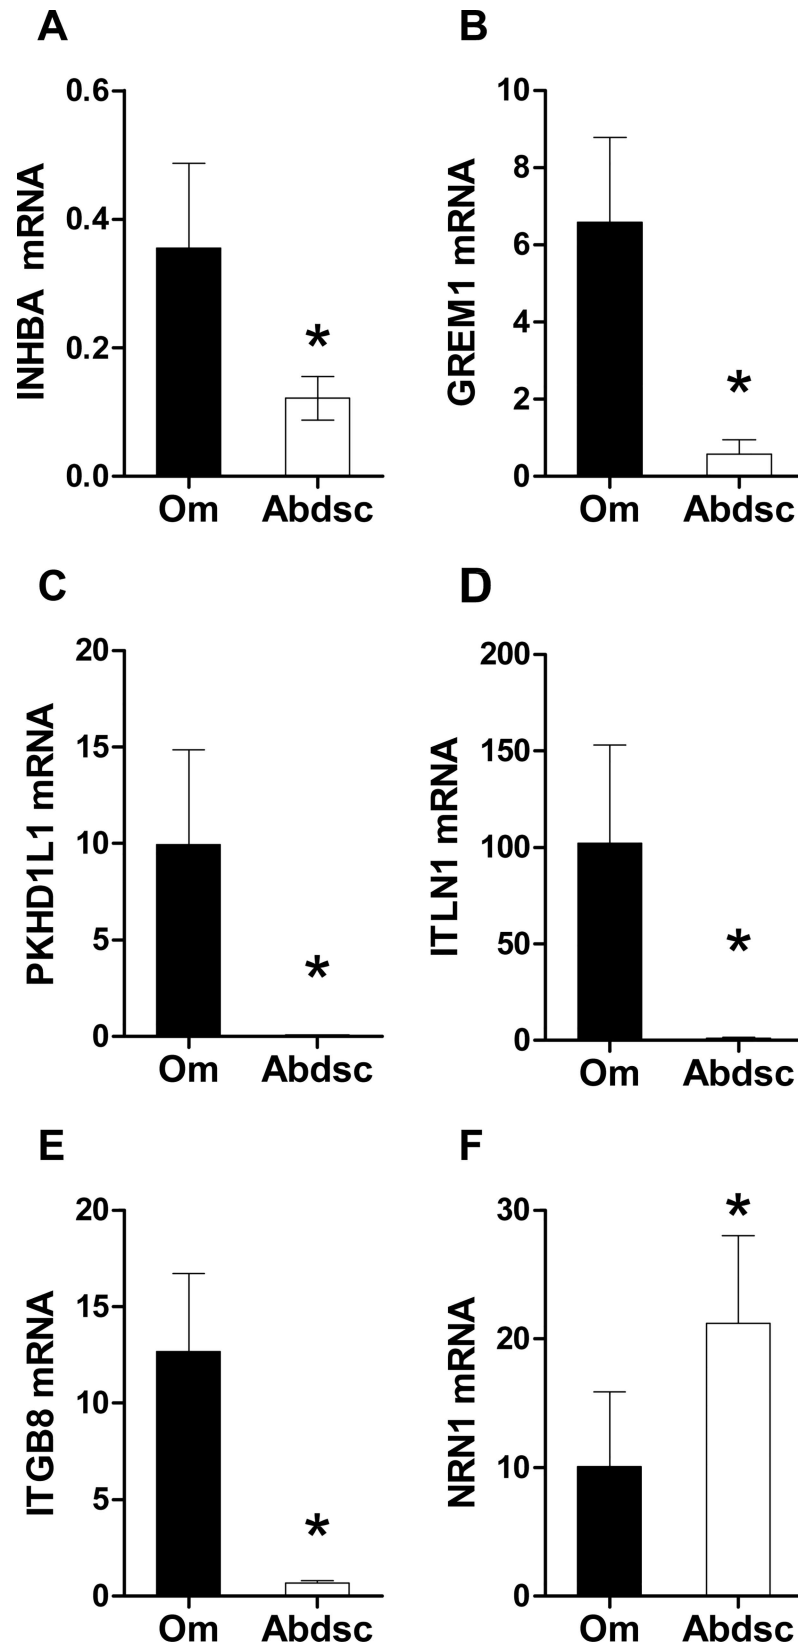 A
INHBA mRNA
0.6
0.4
0.2
0.0
*
Om Abdsc
B
GREM1 mRNA
10
8
6
4
2
0
*
Om Abdsc
C
PKHD1L1 mRNA
20
15
10
5
0
*
Om Abdsc
D
ITLN1 mRNA
200
150
100
50
0
*
Om Abdsc
E
ITGB8 mRNA
20
15
10
5
0
*
Om Abdsc
F
NRN1 mRNA
30
20
10
0
*
Om Abdsc